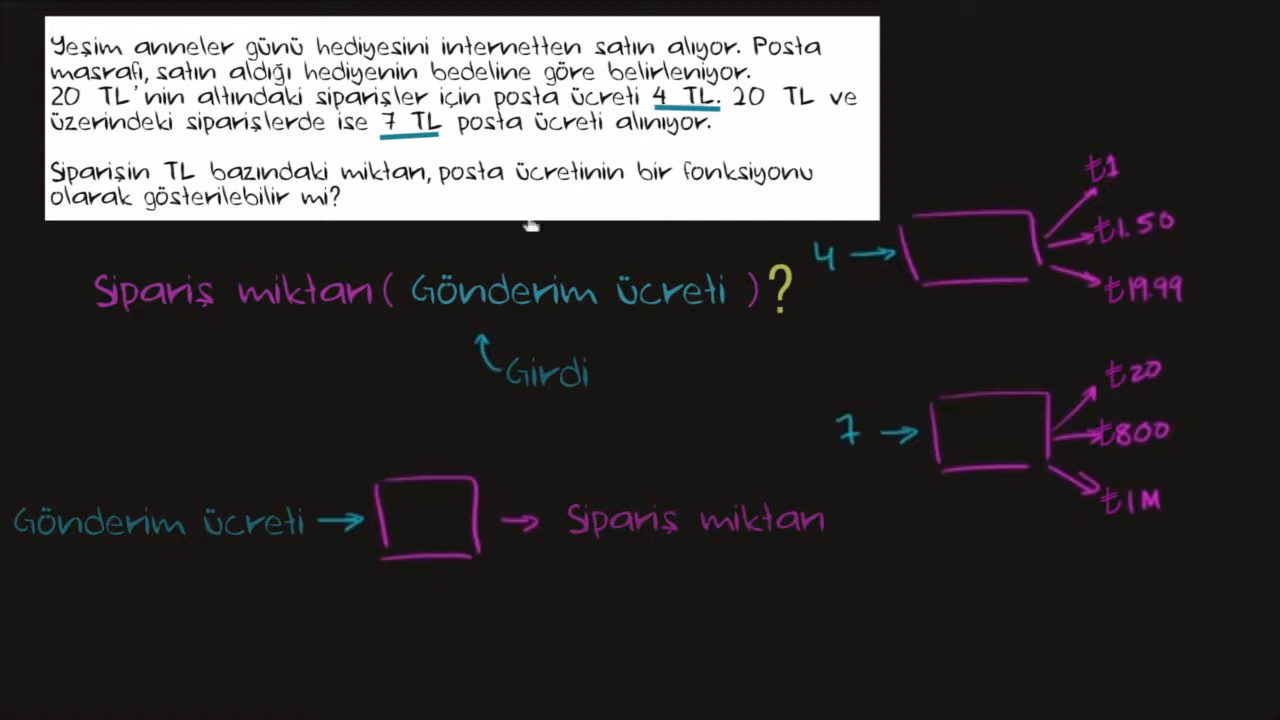 Yeşim anneler günü hediyesini internetten satın alıyor. Posta
masrafı, satın aldığı hediyenin bedeline göre belirleniyor.
20 TL'nin altındaki siparişler için posta ücreti 4 TL. 20 TL ve
üzerindeki siparişlerde ise 7 TL posta ücreti alınıyor.
Siparişin TL bazındaki miktarı, posta ücretinin bir fonksiyonu
olarak gösterilebilir mi?
₺1
4
₺1.50
₺19.99
Sipariş miktarı( Gönderim ücreti )?
Girdi
₺20
7
₺800
₺1M
Gönderim ücreti
Sipariş miktarı